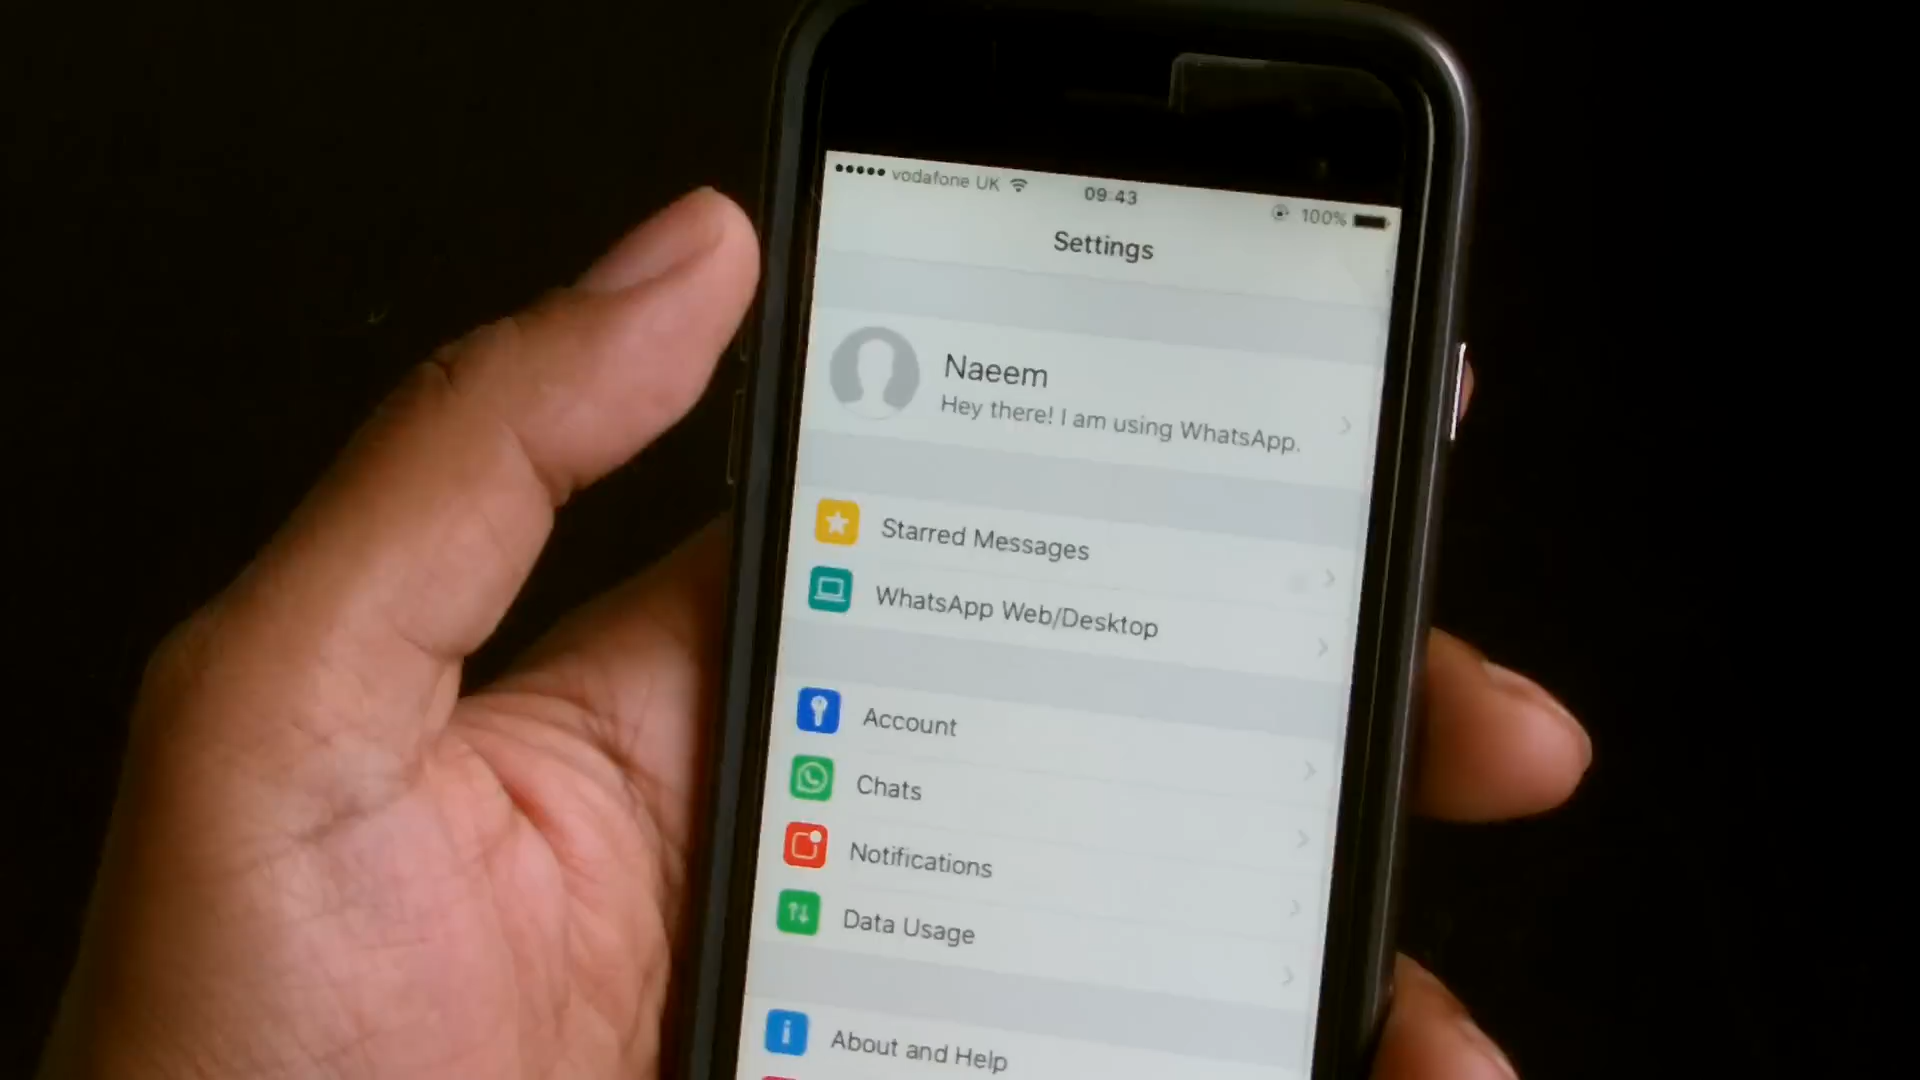 vodafone UK 09:43 100%
Settings
Naeem
Hey there! I am using WhatsApp.
Starred Messages
WhatsApp Web/Desktop
Account
Chats
Notifications
Data Usage
About and Help